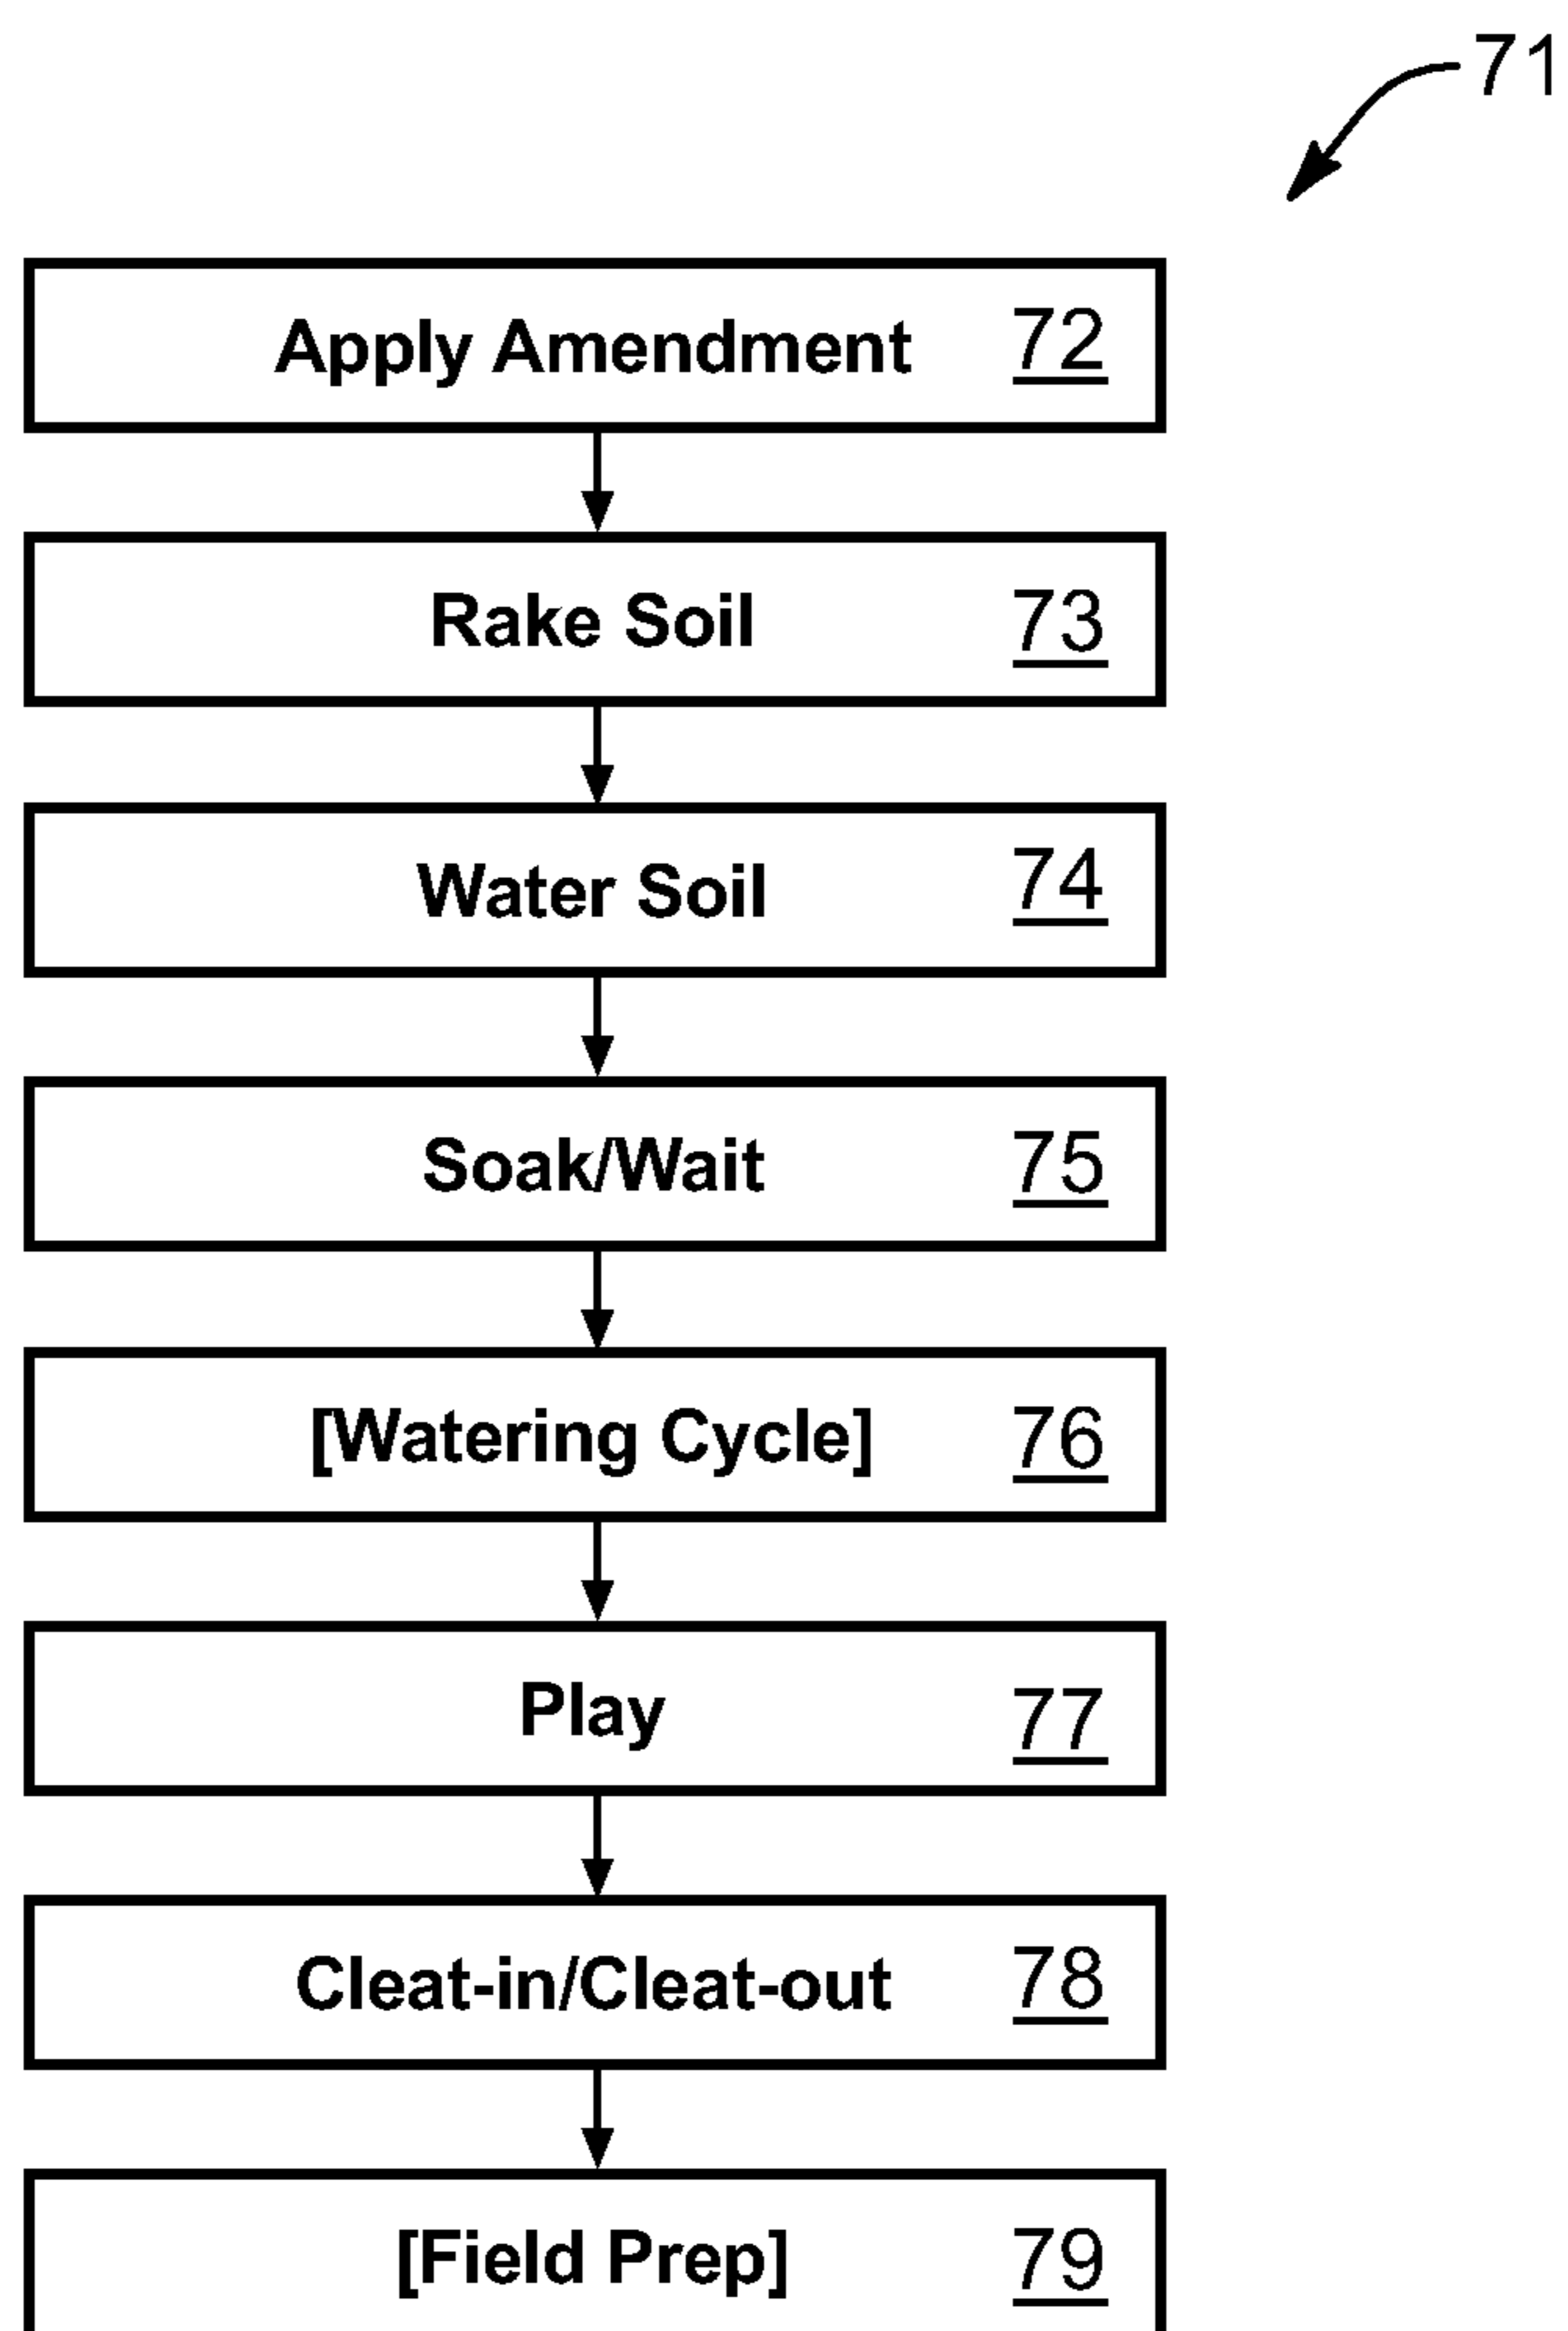 71
Apply Amendment 72
Rake Soil 73
Water Soil 74
Soak/Wait 75
[Watering Cycle] 76
Play 77
Cleat-in/Cleat-out 78
[Field Prep] 79